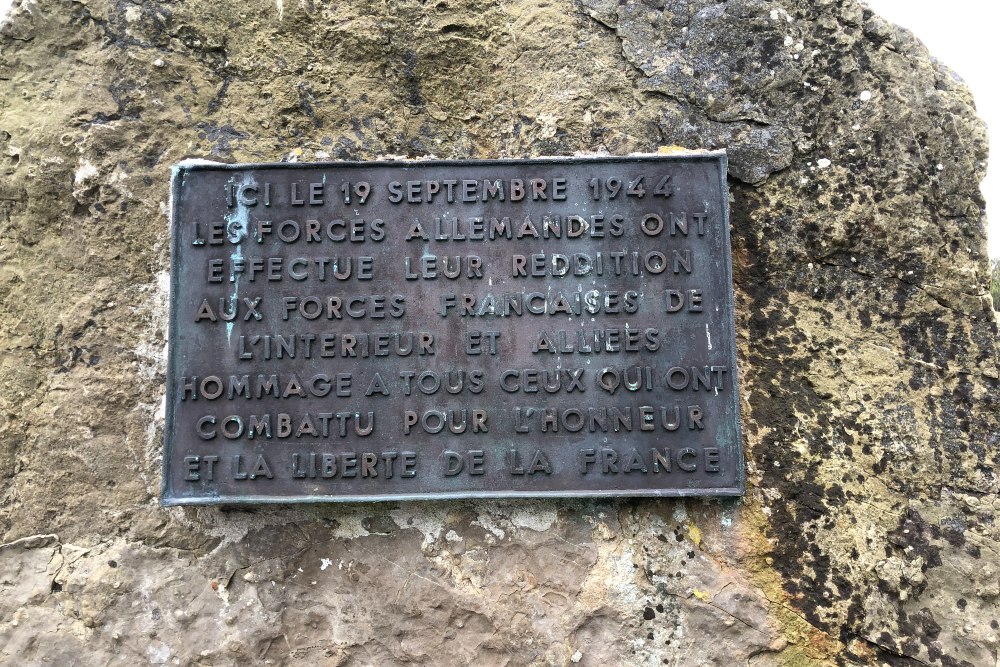 ICI LE 19 SEPTEMBRE 1944
LES FORCES ALLEMANDES ONT
EFFECTUE LEUR REDDITION
AUX FORCES FRANCAISES DE
L'INTERIEUR ET ALLIEES
HOMMAGE A TOUS CEUX QUI ONT
COMBATTU POUR L'HONNEUR
ET LA LIBERTE DE LA FRANCE